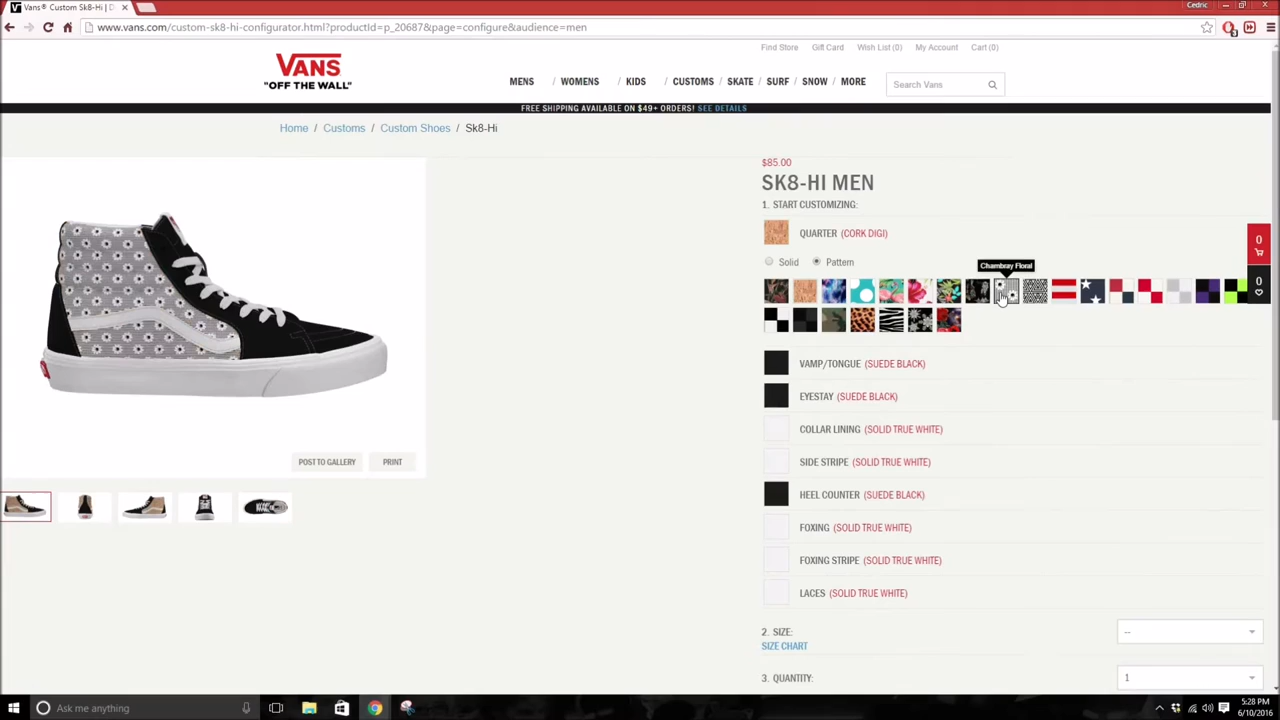 Vans® Custom Sk8-Hi | D
Cedric
www.vans.com/custom-sk8-hi-configurator.html?productId=p_20687&page=configure&audience=men
Find Store Gift Card Wish List (0) My Account Cart (0)
VANS
"OFF THE WALL"
MENS WOMENS KIDS CUSTOMS SKATE SURF SNOW MORE
Search Vans
FREE SHIPPING AVAILABLE ON $49+ ORDERS! SEE DETAILS
Home / Customs / Custom Shoes / Sk8-Hi
$85.00
SK8-HI MEN
1. START CUSTOMIZING:
QUARTER (CORK DIGI)
0
Solid Pattern
Chambray Floral
0
VAMP/TONGUE (SUEDE BLACK)
EYESTAY (SUEDE BLACK)
COLLAR LINING (SOLID TRUE WHITE)
SIDE STRIPE (SOLID TRUE WHITE)
POST TO GALLERY PRINT
HEEL COUNTER (SUEDE BLACK)
FOXING (SOLID TRUE WHITE)
FOXING STRIPE (SOLID TRUE WHITE)
LACES (SOLID TRUE WHITE)
2. SIZE: --
SIZE CHART
3. QUANTITY: 1
Ask me anything
5:28 PM
6/10/2016